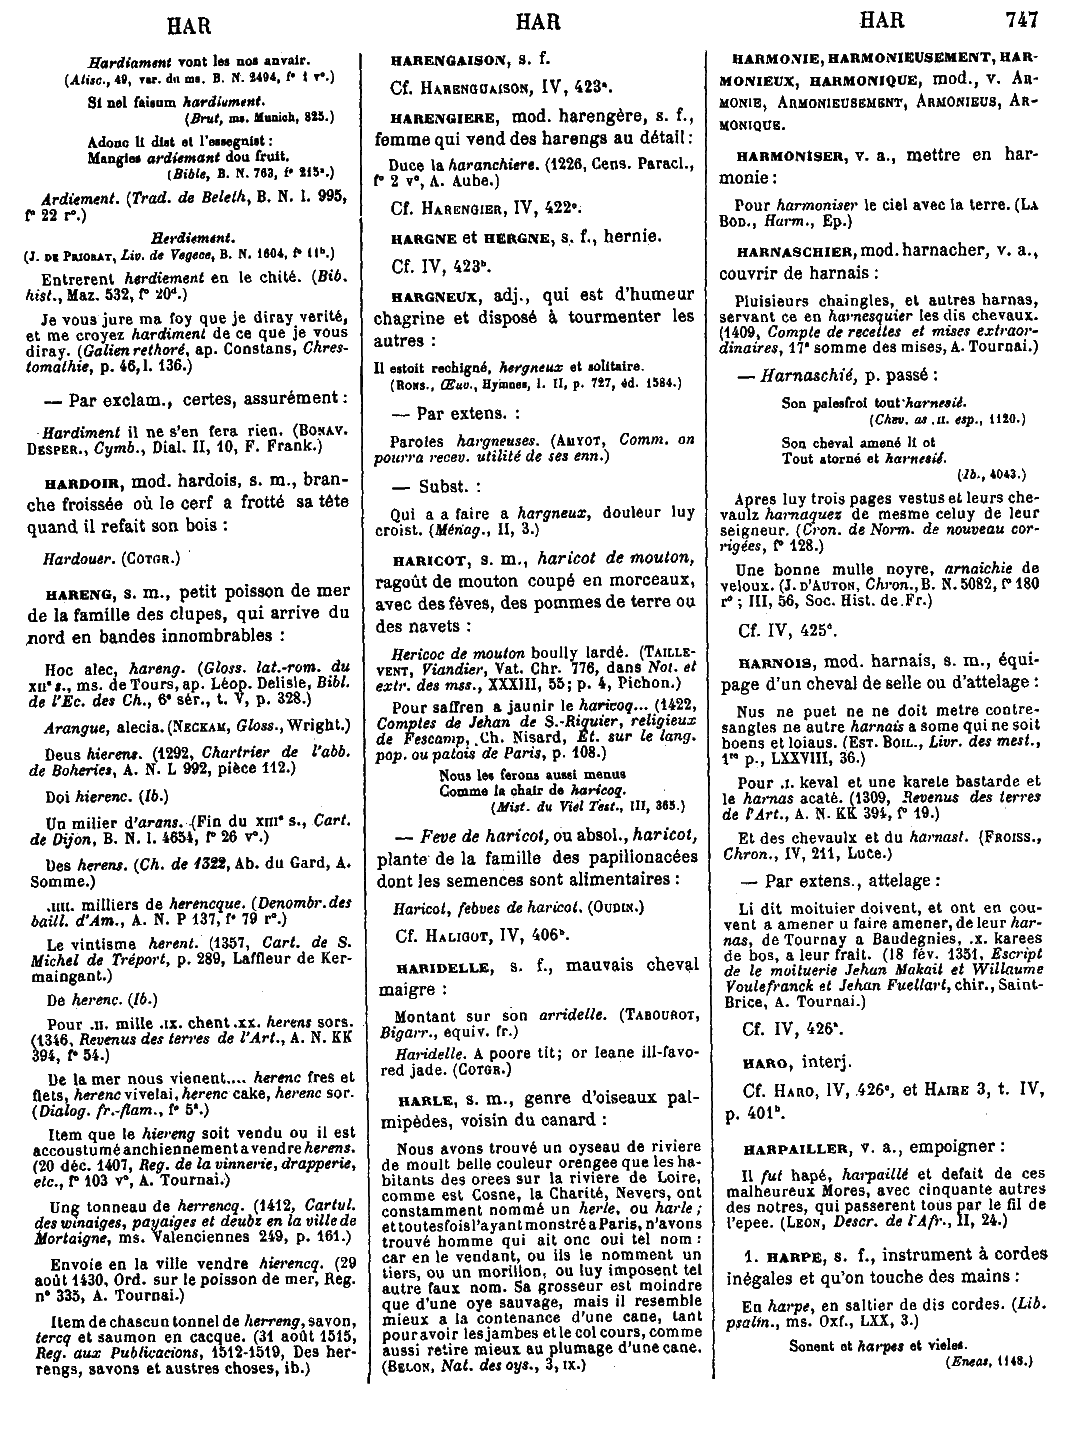 HAR
HAR
HAR
747
Hardiament vont les nos anvair.
(Alisc., 49, var. du ms. B. N. 2494, f° 1 r°.)
Si nel faisum hardiument.
(Brut, ms. Munich, 825.)
Adonc li dist et l'essegnist :
Mangies ardiemant dou fruit.
(Bible, B. N. 763, f° 215ᵃ.)
Ardiement. (Trad. de Beleth, B. N. l. 995,
f° 22 r°.)
Herdiement.
(J. DE PRIORAT, Liv. de Vegece, B. N. 1604, f° 11ᵇ.)
Entrerent herdiement en le chité. (Bib.
hist., Maz. 532, f° 20ᵈ.)
Je vous jure ma foy que je diray verité,
et me croyez hardiment de ce que je vous
diray. (Galien rethoré, ap. Constans, Chres-
tomathie, p. 46, l. 136.)
— Par exclam., certes, assurément :
Hardiment il ne s'en fera rien. (BONAV.
DESPER., Cymb., Dial. II, 10, F. Frank.)
HARDOIR, mod. hardois, s. m., bran-
che froissée où le cerf a frotté sa tête
quand il refait son bois :
Hardouer. (COTGR.)
HARENG, s. m., petit poisson de mer
de la famille des clupes, qui arrive du
nord en bandes innombrables :
Hoc alec, hareng. (Gloss. lat.-rom. du
XIIᵉ s., ms. de Tours, ap. Léop. Delisle, Bibl.
de l'Ec. des Ch., 6ᵉ sér., t. V, p. 328.)
Arangue, alecia. (NECKAM, Gloss., Wright.)
Deus hierens. (1292, Chartrier de l'abb.
de Boheries, A. N. L 992, pièce 112.)
Doi hierenc. (Ib.)
Un milier d'arans. (Fin du XIIIᵉ s., Cart.
de Dijon, B. N. l. 4654, f° 26 v°.)
Des herens. (Ch. de 1322, Ab. du Gard, A.
Somme.)
.IIII. milliers de herencque. (Denombr. des
baill. d'Am., A. N. P 137, f° 79 r°.)
Le vintisme herent. (1357, Cart. de S.
Michel de Tréport, p. 289, Laffleur de Ker-
maingant.)
De herenc. (Ib.)
Pour .II. mille .IX. chent .XX. herens sors.
(1346, Revenus des terres de l'Art., A. N. KK
394, f° 54.)
De la mer nous vienent.... herenc fres et
flets, herenc vivelai, herenc cake, herenc sor.
(Dialog. fr.-flam., f° 5ᵃ.)
Item que le hiereng soit vendu ou il est
accoustumé anchiennement a vendre herens.
(20 déc. 1407, Reg. de la vinnerie, drapperie,
etc., f° 103 v°, A. Tournai.)
Ung tonneau de herrencq. (1412, Cartul.
des winaiges, payaiges et deubz en la ville de
Mortaigne, ms. Valenciennes 249, p. 161.)
Envoie en la ville vendre hierencq. (29
août 1430, Ord. sur le poisson de mer, Reg.
n° 335, A. Tournai.)
Item de chascun tonnel de herreng, savon,
tercq et saumon en cacque. (31 août 1515,
Reg. aux Publicacions, 1512-1519, Des her-
rengs, savons et austres choses, ib.)
HARENGAISON, s. f.
Cf. HARENGUAISON, IV, 423ᵃ.
HARENGIERE, mod. harengère, s. f.,
femme qui vend des harengs au détail :
Duce la haranchiere. (1226, Cens. Paracl.,
f° 2 v°, A. Aube.)
Cf. HARENGIER, IV, 422ᶜ.
HARGNE et HERGNE, s. f., hernie.
Cf. IV, 423ᵇ.
HARGNEUX, adj., qui est d'humeur
chagrine et disposé à tourmenter les
autres :
Il estoit rechigné, hergneux et solitaire.
(RONS., Œuv., Hymnes, l. II, p. 727, éd. 1584.)
— Par extens. :
Paroles hargneuses. (AMYOT, Comm. on
pourra recev. utilité de ses enn.)
— Subst. :
Qui a a faire a hargneux, douleur luy
croist. (Ménag., II, 3.)
HARICOT, s. m., haricot de mouton,
ragoût de mouton coupé en morceaux,
avec des fèves, des pommes de terre ou
des navets :
Hericoc de mouton boully lardé. (TAILLE-
VENT, Viandier, Vat. Chr. 776, dans Not. et
extr. des mss., XXXIII, 55 ; p. 4, Pichon.)
Pour saffren a jaunir le haricoq... (1422,
Comptes de Jehan de S.-Riquier, religieux
de Fescamp, Ch. Nisard, Et. sur le lang.
pop. ou patois de Paris, p. 108.)
Nous les ferons aussi menus
Comme la chair de haricoq.
(Mist. du Viel Test., III, 365.)
— Feve de haricot, ou absol., haricot,
plante de la famille des papilionacées
dont les semences sont alimentaires :
Haricot, febves de haricot. (OUDIN.)
Cf. HALIGOT, IV, 406ᵇ.
HARIDELLE, s. f., mauvais cheval
maigre :
Montant sur son arridelle. (TABOUROT,
Bigarr., equiv. fr.)
Haridelle. A poore tit; or leane ill-favo-
red jade. (COTGR.)
HARLE, s. m., genre d'oiseaux pal-
mipèdes, voisin du canard :
Nous avons trouvé un oyseau de riviere
de moult belle couleur orengee que les ha-
bitants des orees sur la riviere de Loire,
comme est Cosne, la Charité, Nevers, ont
constamment nommé un herle, ou harle ;
et toutesfois l'ayant monstré a Paris, n'avons
trouvé homme qui ait onc oui tel nom :
car en le vendant, ou ils le nomment un
tiers, ou un morillon, ou luy imposent tel
autre faux nom. Sa grosseur est moindre
que d'une oye sauvage, mais il resemble
mieux a la contenance d'une cane, tant
pour avoir les jambes et le col cours, comme
aussi retire mieux au plumage d'une cane.
(BELON, Nat. des oys., 3, IX.)
HARMONIE, HARMONIEUSEMENT, HAR-
MONIEUX, HARMONIQUE, mod., v. AR-
MONIE, ARMONIEUSEMENT, ARMONIEUS, AR-
MONIQUE.
HARMONISER, v. a., mettre en har-
monie :
Pour harmoniser le ciel avec la terre. (LA
BOD., Harm., Ep.)
HARNASCHIER, mod. harnacher, v. a.,
couvrir de harnais :
Pluisieurs chaingles, et autres harnas,
servant ce en harnesquier les dis chevaux.
(1409, Compte de recettes et mises extraor-
dinaires, 17ᵉ somme des mises, A. Tournai.)
— Harnaschié, p. passé :
Son palesfroi tout harnesié.
(Chev. as .II. esp., 1120.)
Son cheval amené li ot
Tout atorné et harnesié.
(Ib., 4043.)
Apres luy trois pages vestus et leurs che-
vaulz harnaquez de mesme celuy de leur
seigneur. (Cron. de Norm. de nouveau cor-
rigées, f° 128.)
Une bonne mulle noyre, arnaichie de
veloux. (J. D'AUTON, Chron., B. N. 5082, f° 180
r° ; III, 56, Soc. Hist. de Fr.)
Cf. IV, 425ᵃ.
HARNOIS, mod. harnais, s. m., équi-
page d'un cheval de selle ou d'attelage :
Nus ne puet ne ne doit metre contre-
sangles ne autre harnais a some qui ne soit
boens et loiaus. (EST. BOIL., Livr. des mest.,
1ʳᵉ p., LXXVIII, 36.)
Pour .I. keval et une karete bastarde et
le harnas acaté. (1309, Revenus des terres
de l'Art., A. N. KK 394, f° 19.)
Et des chevaulx et du harnast. (FROISS.,
Chron., IV, 211, Luce.)
— Par extens., attelage :
Li dit moituier doivent, et ont en cou-
vent a amener u faire amener, de leur har-
nas, de Tournay a Baudegnies, .X. karees
de bos, a leur frait. (18 fév. 1351, Escript
de le moituerie Jehan Makait et Willaume
Voulefranck et Jehan Fuellart, chir., Saint-
Brice, A. Tournai.)
Cf. IV, 426ᵃ.
HARO, interj.
Cf. HARO, IV, 426ᵃ, et HAIRE 3, t. IV,
p. 401ᵇ.
HARPAILLER, v. a., empoigner :
Il fut hapé, harpaillé et defait de ces
malheureux Mores, avec cinquante autres
des notres, qui passerent tous par le fil de
l'epee. (LEON, Descr. de l'Afr., II, 24.)
1. HARPE, s. f., instrument à cordes
inégales et qu'on touche des mains :
En harpe, en saltier de dis cordes. (Lib.
psalm., ms. Oxf., LXX, 3.)
Sonent et harpes et vieles.
(Eneas, 1148.)